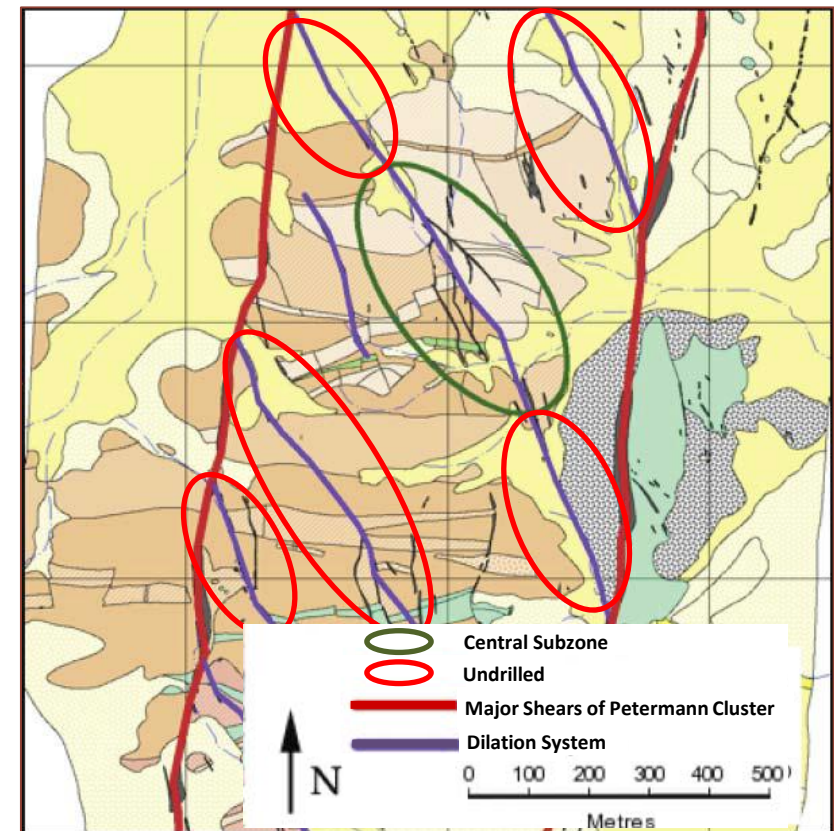 Central Subzone
Undrilled
Major Shears of Petermann Cluster
Dilation System
N
0 100 200 300 400 500
Metres